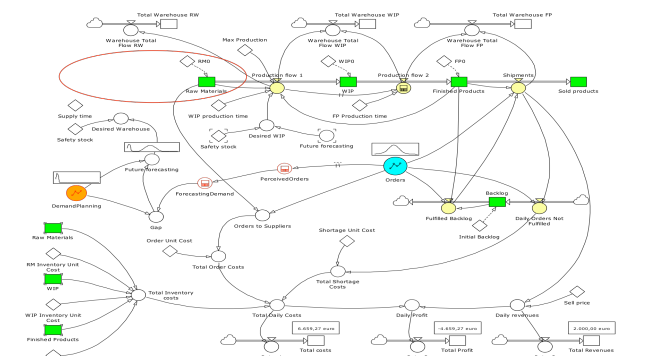 Total Warehouse RW
Total Warehouse WIP
Total Warehouse FP
Warehouse Total
Flow RW
Max Production
Warehouse Total
Flow WIP
Warehouse Total
Flow FP
RM0
WIP0
FP0
Production flow 1
Production flow 2
Shipments
Raw Materials
WIP
Finished Products
Sold products
Supply time
WIP production time
FP Production time
Desired Warehouse
Desired WIP
Safety stock
Safety stock
Future forecasting
Future forecasting
PerceivedOrders
Orders
ForecastingDemand
DemandPlanning
Backlog
Gap
Orders to Suppliers
Fulfilled Backlog
Daily Orders Not
Fulfilled
Raw Materials
Order Unit Cost
Shortage Unit Cost
Initial Backlog
RM Inventory Unit
Cost
Total Order Costs
Total Shortage
Costs
WIP
Total Inventory
costs
Sell price
WIP Inventory Unit
Cost
Total Daily Costs
Daily Profit
Daily revenues
Finished Products
6.659,27 euro
-4.659,27 euro
2.000,00 euro
Total costs
Total Profit
Total Revenues